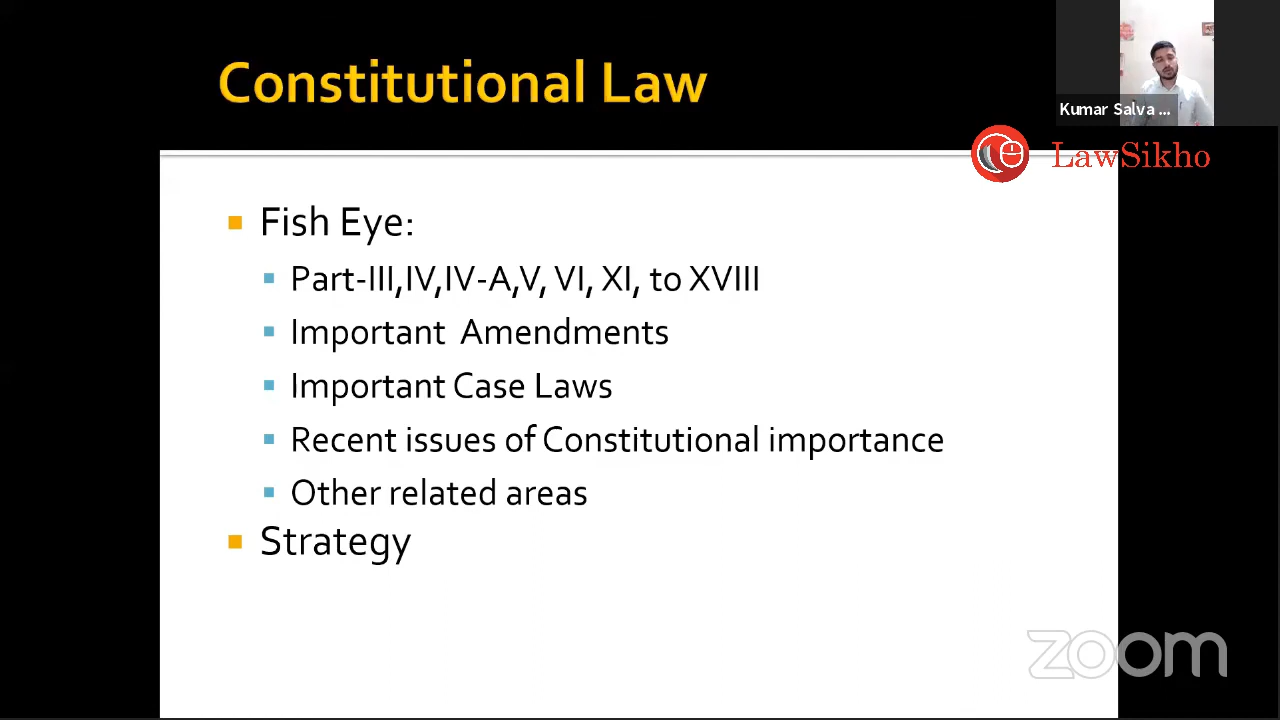 Constitutional Law
Kumar Salva ...
LawSikho
Fish Eye:
Part-III,IV,IV-A,V, VI, XI, to XVIII
Important Amendments
Important Case Laws
Recent issues of Constitutional importance
Other related areas
Strategy
zoom